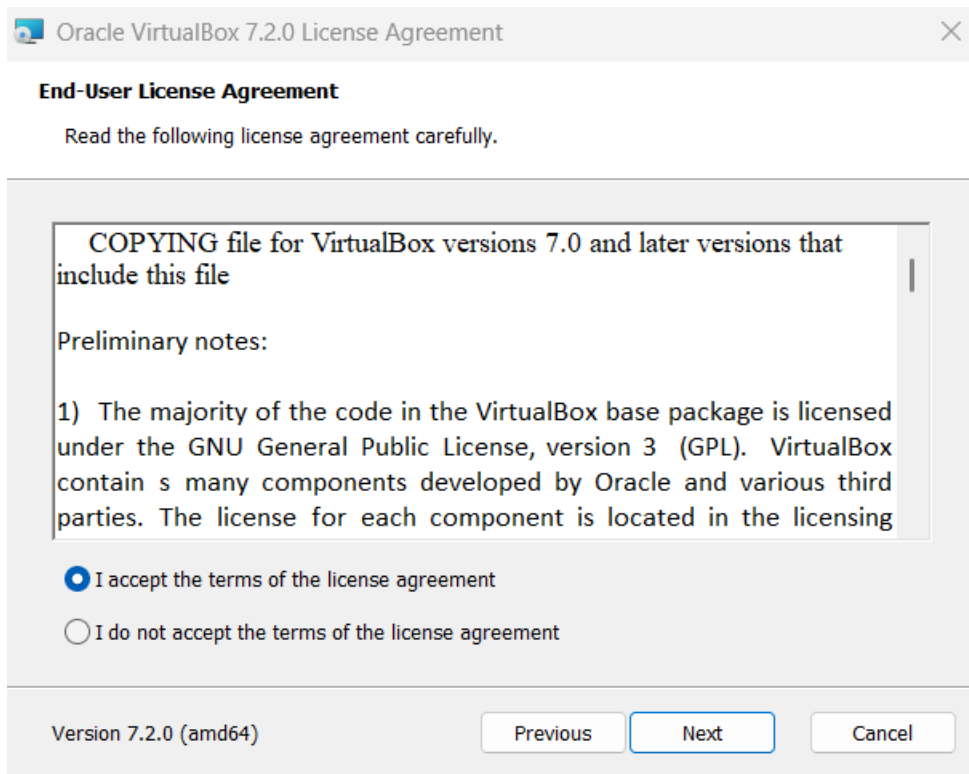 Oracle VirtualBox 7.2.0 License Agreement
End-User License Agreement
Read the following license agreement carefully.
COPYING file for VirtualBox versions 7.0 and later versions that
include this file
Preliminary notes:
1) The majority of the code in the VirtualBox base package is licensed
under the GNU General Public License, version 3 (GPL). VirtualBox
contain s many components developed by Oracle and various third
parties. The license for each component is located in the licensing
I accept the terms of the license agreement
I do not accept the terms of the license agreement
Version 7.2.0 (amd64)
Previous
Next
Cancel